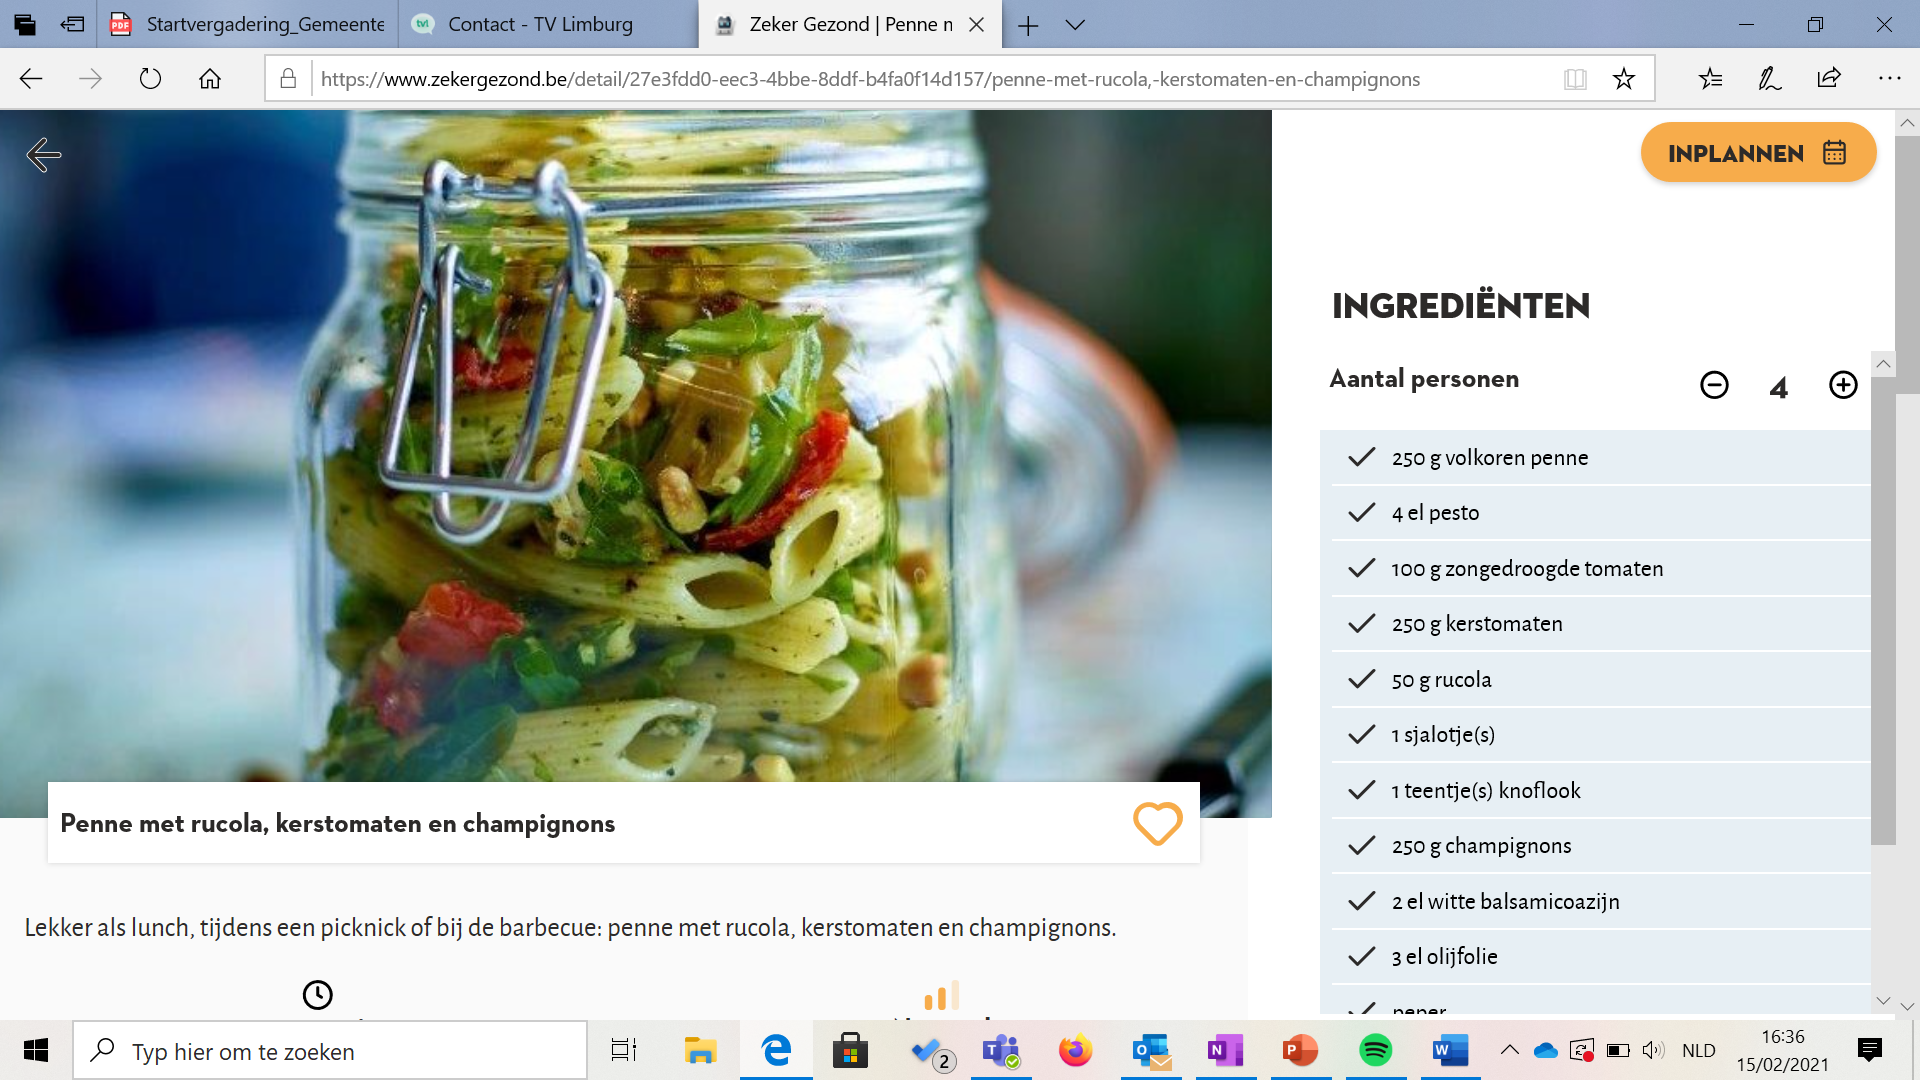 Startvergadering_Gemeente
Contact - TV Limburg
Zeker Gezond | Penne n
https://www.zekergezond.be/detail/27e3fdd0-eec3-4bbe-8ddf-b4fa0f14d157/penne-met-rucola,-kerstomaten-en-champignons
INPLANNEN
INGREDIËNTEN
Aantal personen 4
250 g volkoren penne
4 el pesto
100 g zongedroogde tomaten
250 g kerstomaten
50 g rucola
1 sjalotje(s)
1 teentje(s) knoflook
250 g champignons
2 el witte balsamicoazijn
3 el olijfolie
peper
Penne met rucola, kerstomaten en champignons
Lekker als lunch, tijdens een picknick of bij de barbecue: penne met rucola, kerstomaten en champignons.
Typ hier om te zoeken
2
NLD
16:36
15/02/2021